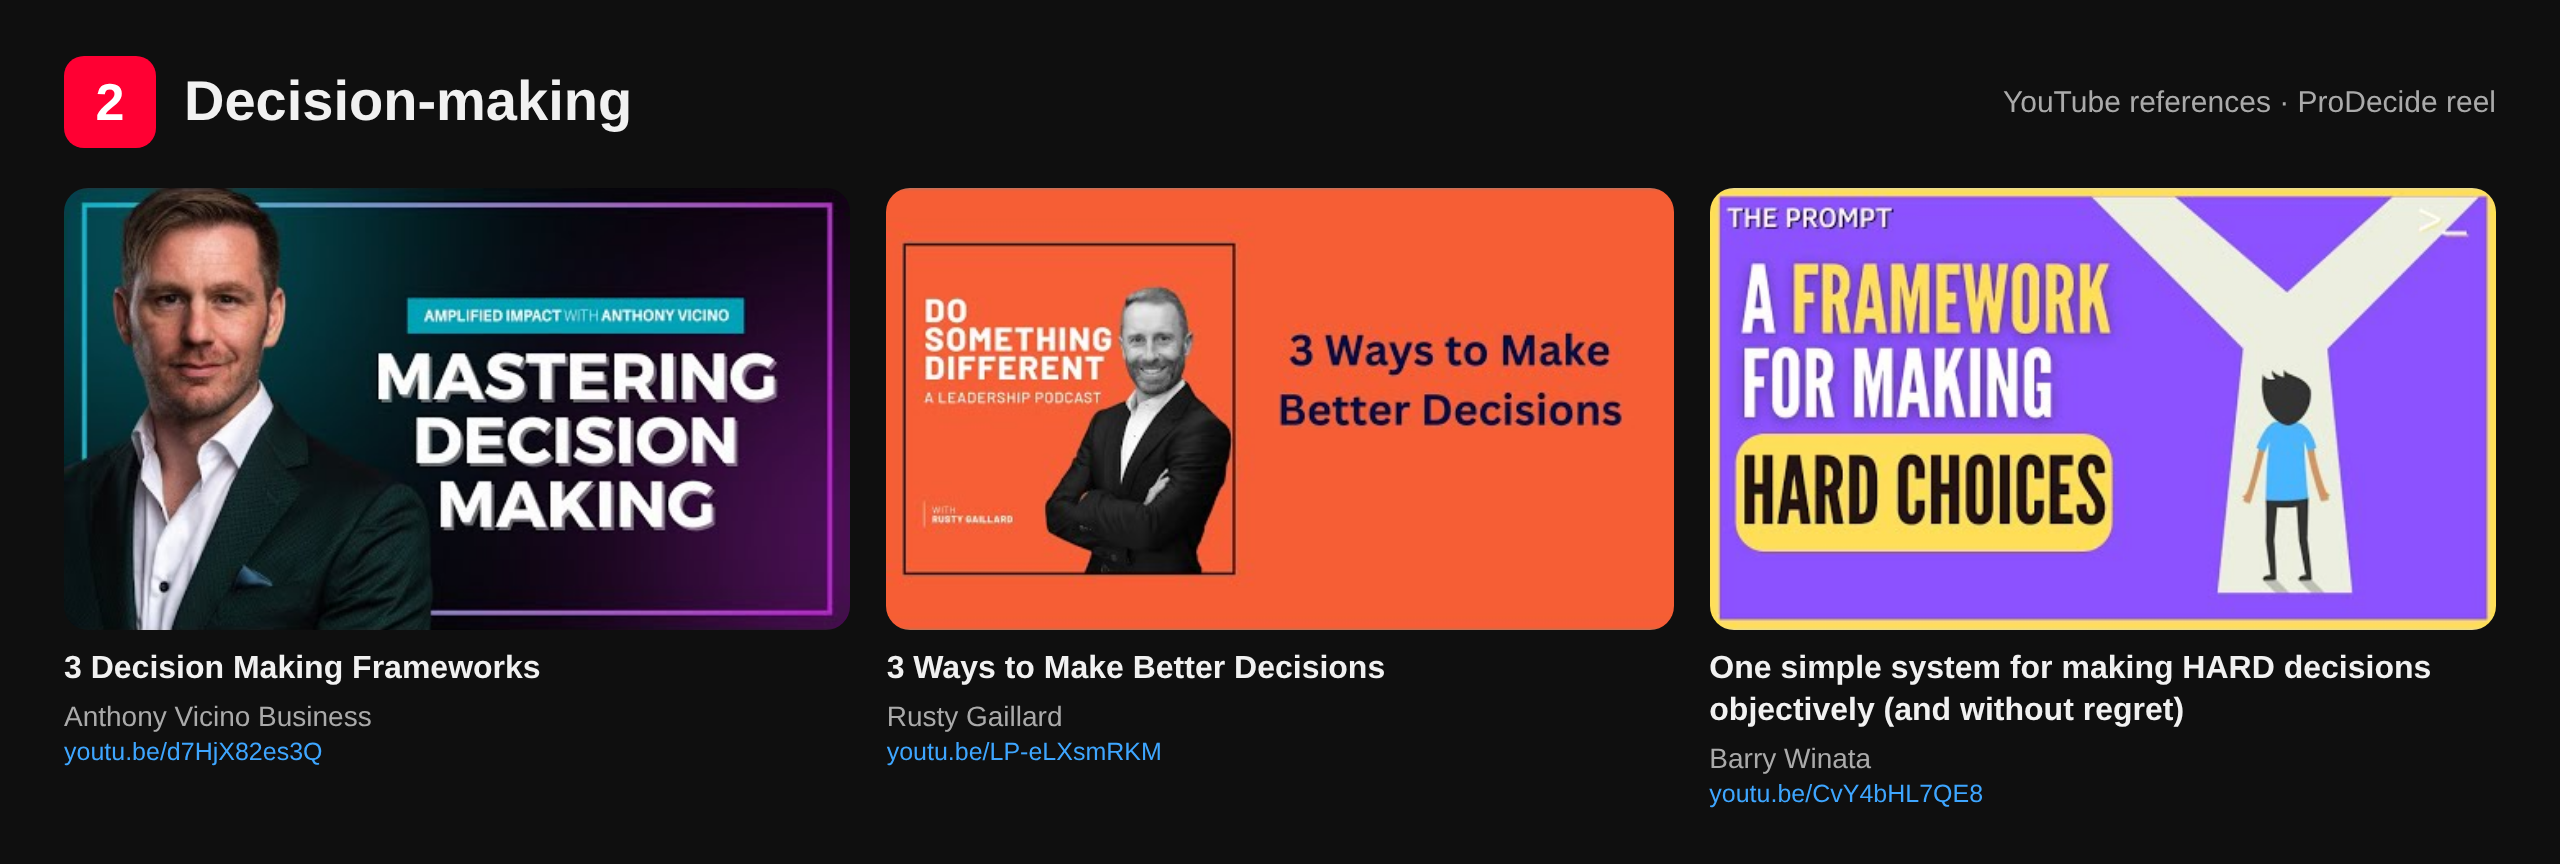 2
Decision-making
YouTube references · ProDecide reel
AMPLIFIED IMPACT WITH ANTHONY VICINO
MASTERING
DECISION
MAKING
3 Decision Making Frameworks
Anthony Vicino Business
youtu.be/d7HjX82es3Q
DO
SOMETHING
DIFFERENT
A LEADERSHIP PODCAST
WITH
RUSTY GAILLARD
3 Ways to Make
Better Decisions
3 Ways to Make Better Decisions
Rusty Gaillard
youtu.be/LP-eLXsmRKM
THE PROMPT
>_
A FRAMEWORK
FOR MAKING
HARD CHOICES
One simple system for making HARD decisions
objectively (and without regret)
Barry Winata
youtu.be/CvY4bHL7QE8